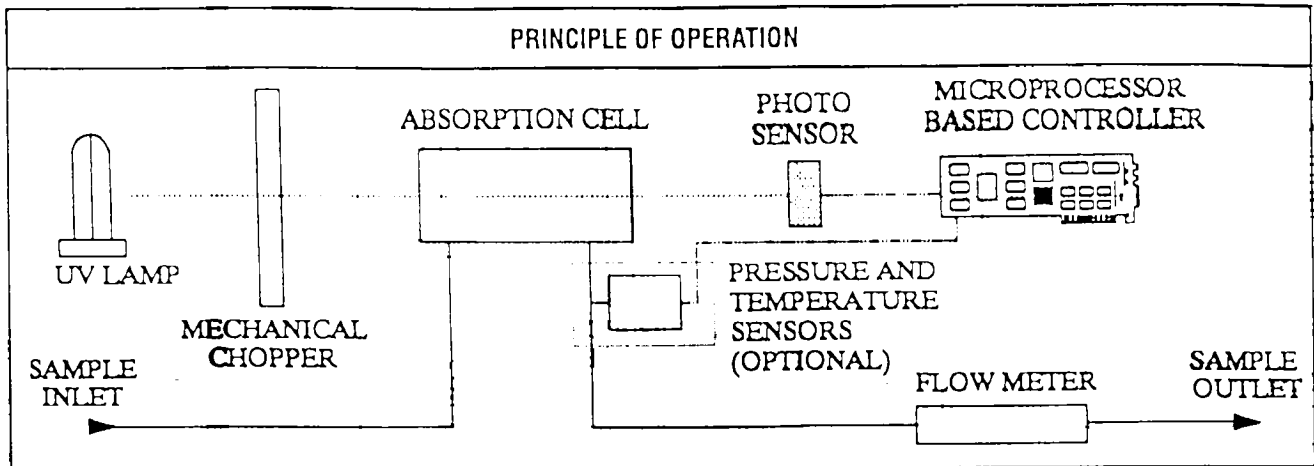 PRINCIPLE OF OPERATION
UV LAMP
MECHANICAL
CHOPPER
ABSORPTION CELL
PHOTO
SENSOR
MICROPROCESSOR
BASED CONTROLLER
PRESSURE AND
TEMPERATURE
SENSORS
(OPTIONAL)
SAMPLE
INLET
FLOW METER
SAMPLE
OUTLET